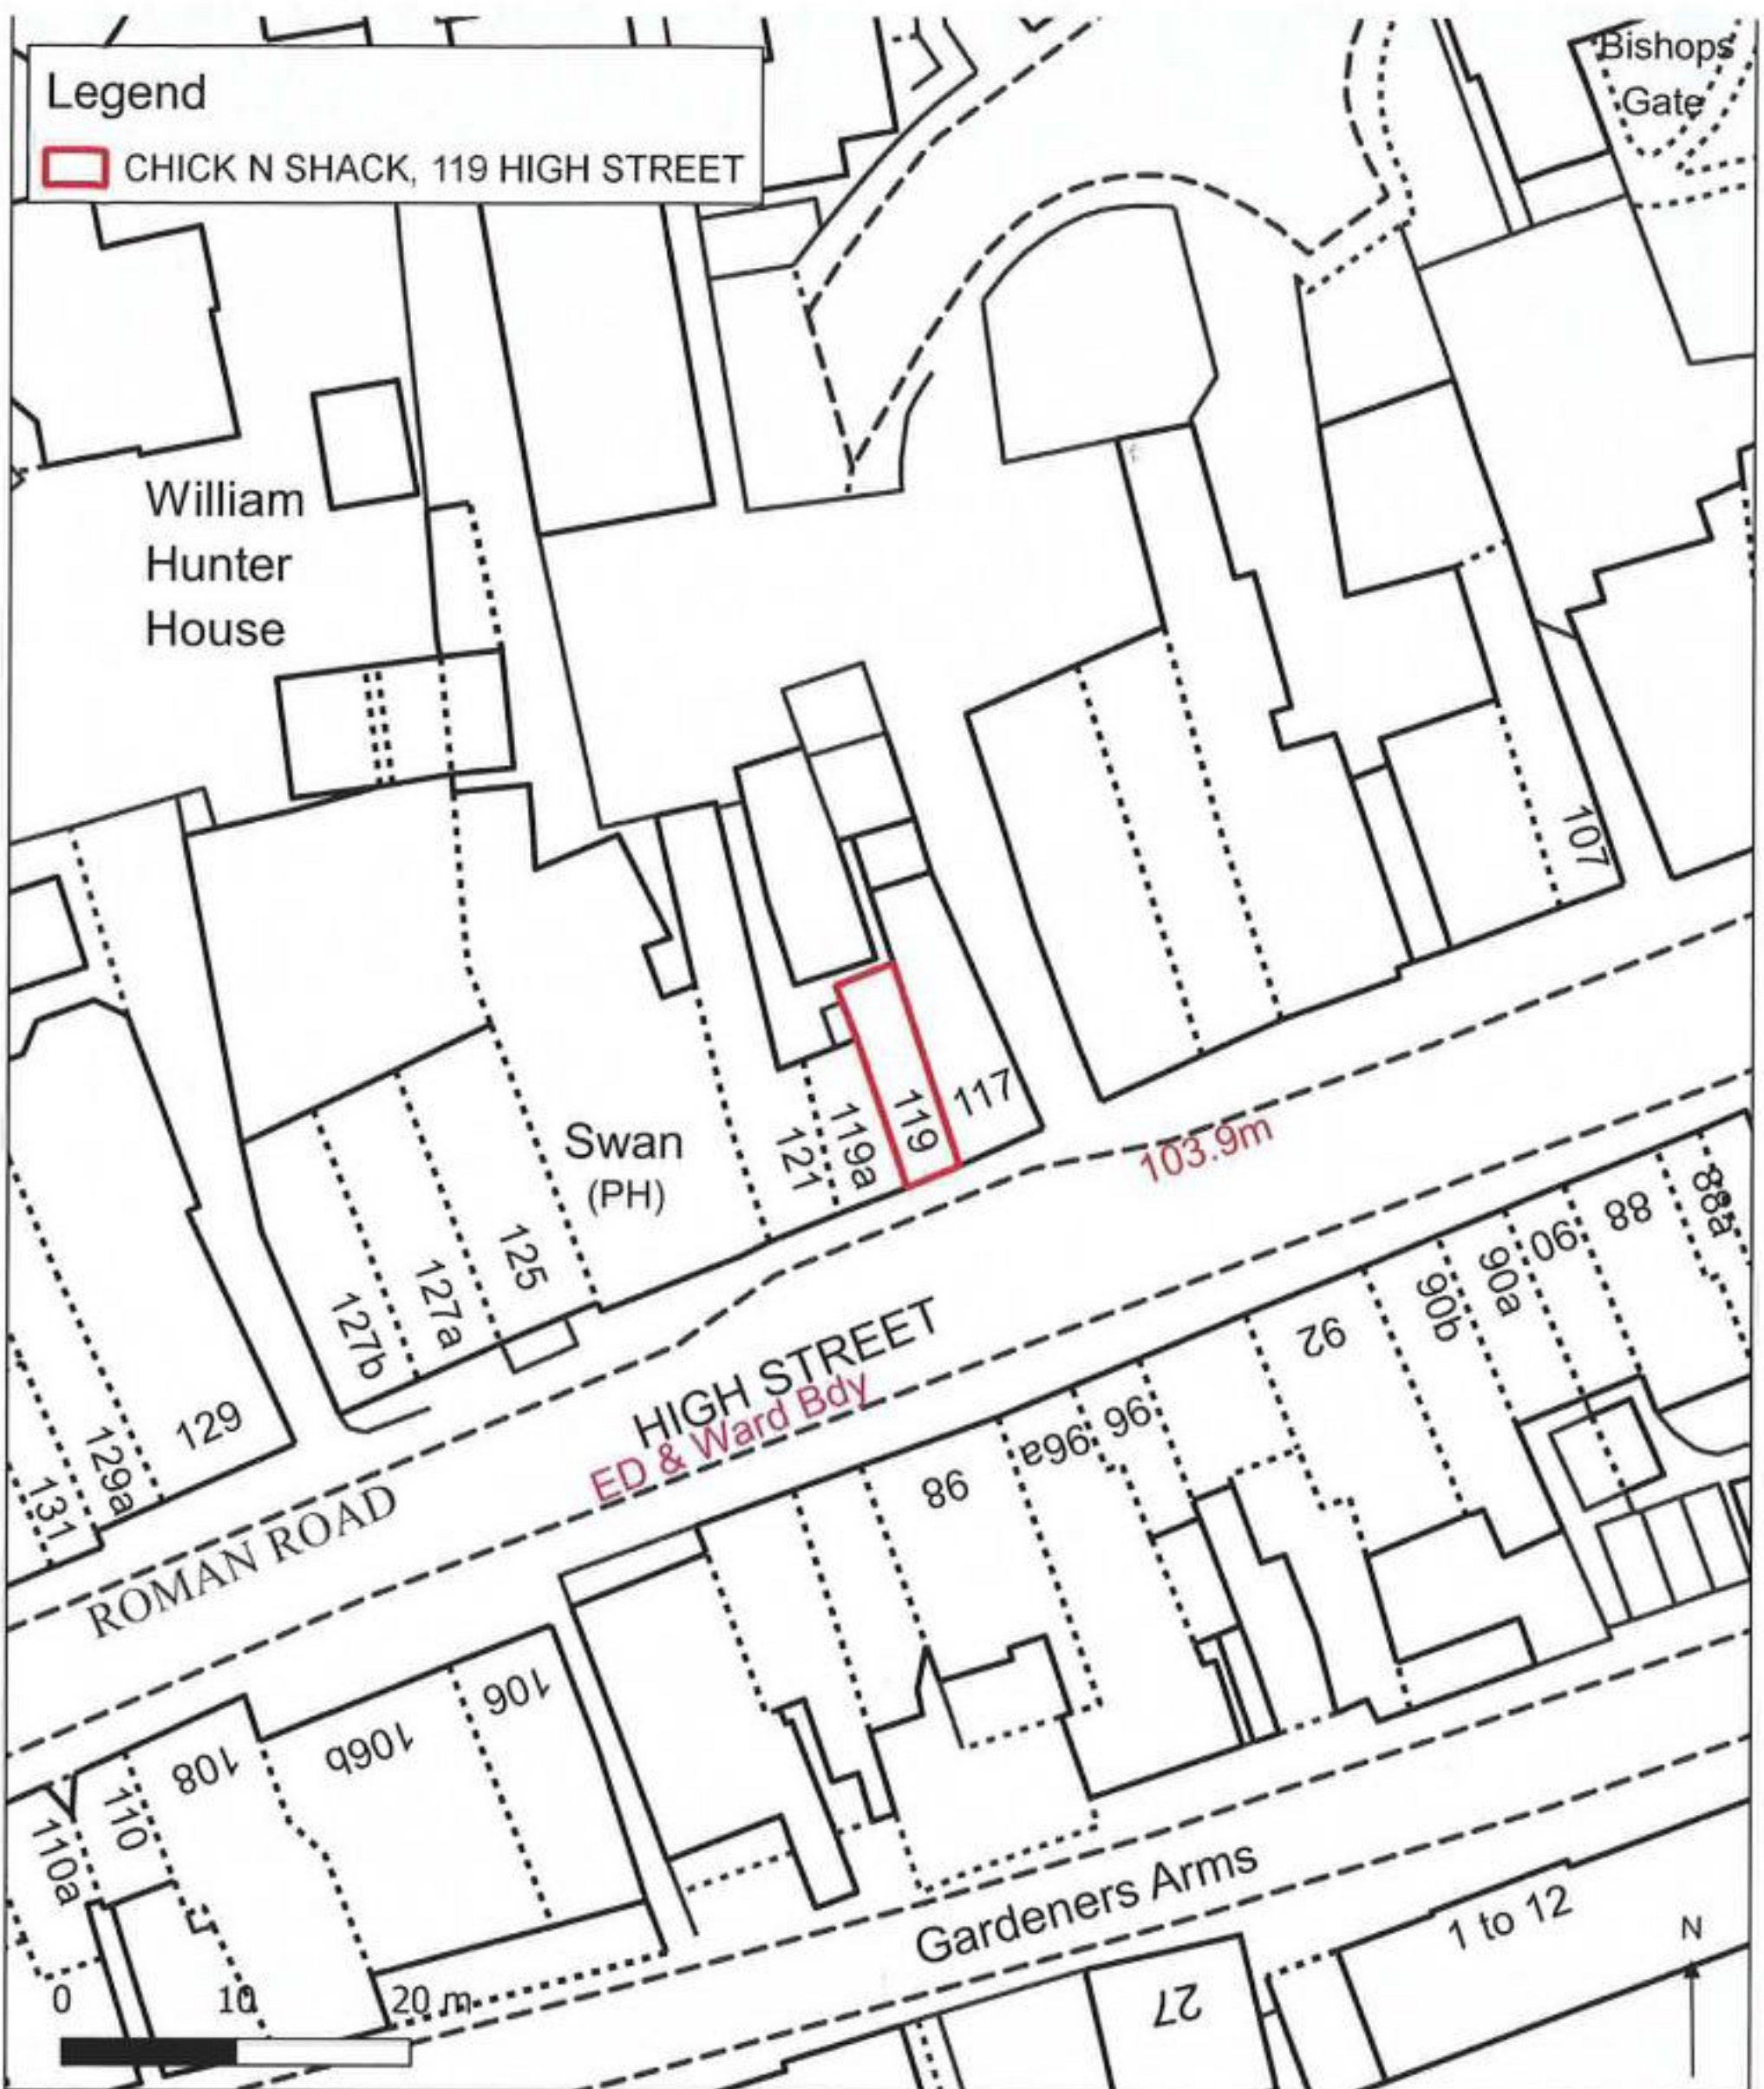 Legend
CHICK N SHACK, 119 HIGH STREET
Bishops
Gate
William
Hunter
House
107
Swan
(PH)
121
119a
119
117
103.9m
125
127a
127b
129
129a
131
HIGH STREET
ED & Ward Bdy
ROMAN ROAD
88a
88
90
90a
90b
92
96
96a
98
106
106b
108
110
110a
Gardeners Arms
1 to 12
27
N
0 10 20 m